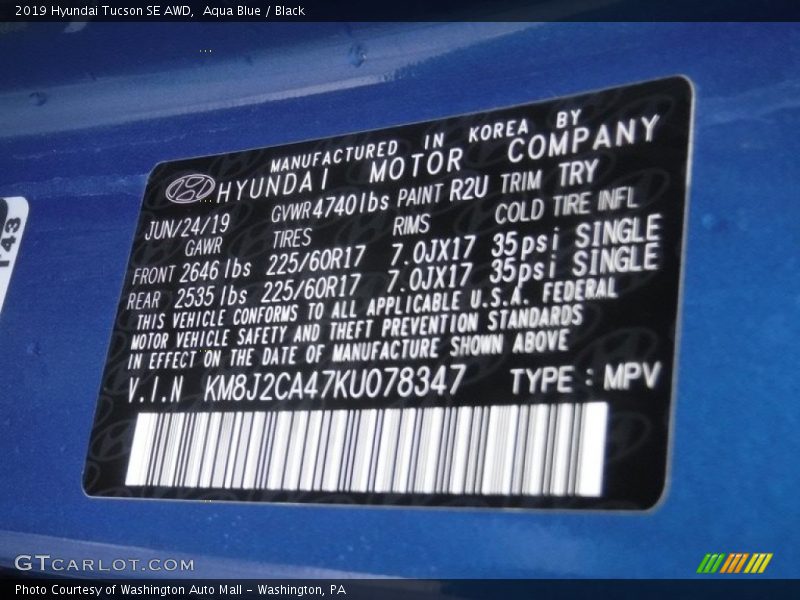 2019 Hyundai Tucson SE AWD,  Aqua Blue / Black
MANUFACTURED IN KOREA BY
HYUNDAI MOTOR COMPANY
JUN/24/19 GVWR 4740 lbs PAINT R2U TRIM TRY
GAWR TIRES RIMS COLD TIRE INFL
FRONT 2646 lbs 225/60R17 7.0JX17 35psi SINGLE
REAR 2535 lbs 225/60R17 7.0JX17 35psi SINGLE
THIS VEHICLE CONFORMS TO ALL APPLICABLE U.S.A. FEDERAL
MOTOR VEHICLE SAFETY AND THEFT PREVENTION STANDARDS
IN EFFECT ON THE DATE OF MANUFACTURE SHOWN ABOVE
V.I.N KM8J2CA47KU078347 TYPE : MPV
GTCARLOT.COM
Photo Courtesy of Washington Auto Mall - Washington, PA